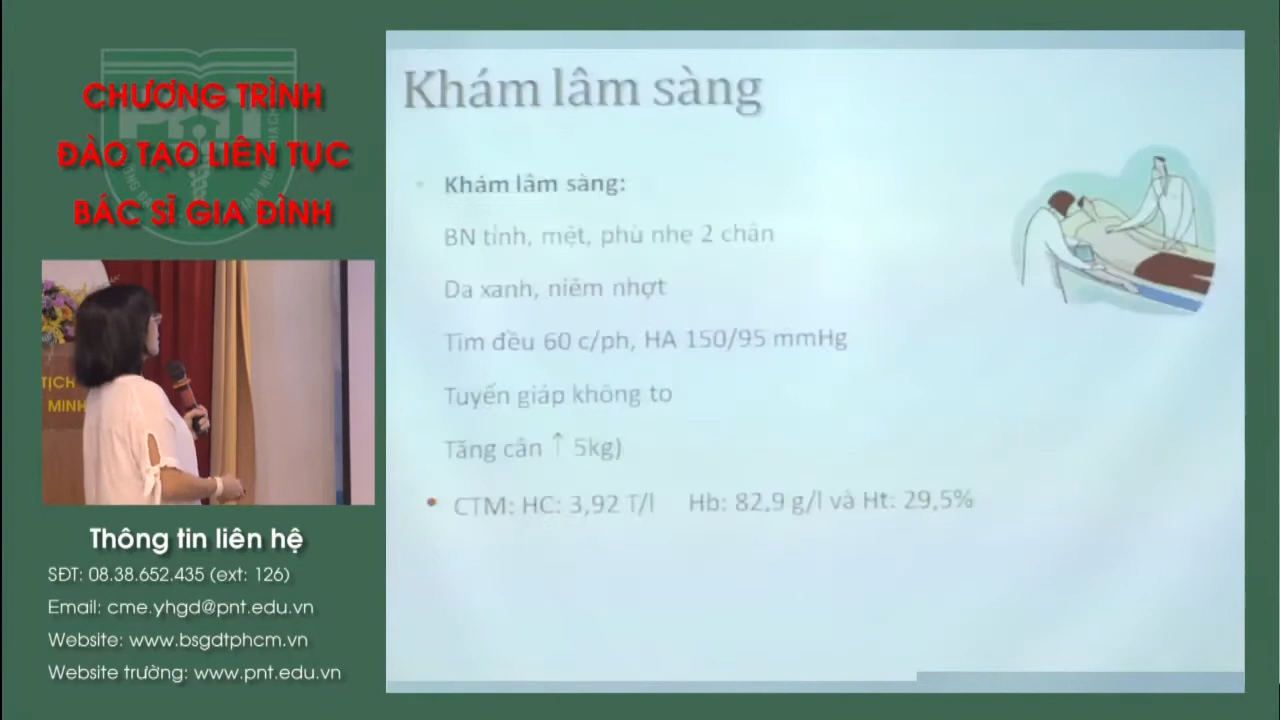 CHƯƠNG TRÌNH
ĐÀO TẠO LIÊN TỤC
BÁC SĨ GIA ĐÌNH
TỊCH
MINH
Thông tin liên hệ
SĐT: 08.38.652.435 (ext: 126)
Email: cme.yhgd@pnt.edu.vn
Website: www.bsgdtphcm.vn
Website trường: www.pnt.edu.vn
Khám lâm sàng
Khám lâm sàng:
BN tỉnh, mệt, phù nhẹ 2 chân
Da xanh, niêm nhợt
Tim đều 60 c/ph, HA 150/95 mmHg
Tuyến giáp không to
Tăng cân ↑ 5kg)
CTM: HC: 3,92 T/l Hb: 82,9 g/l và Ht: 29,5%